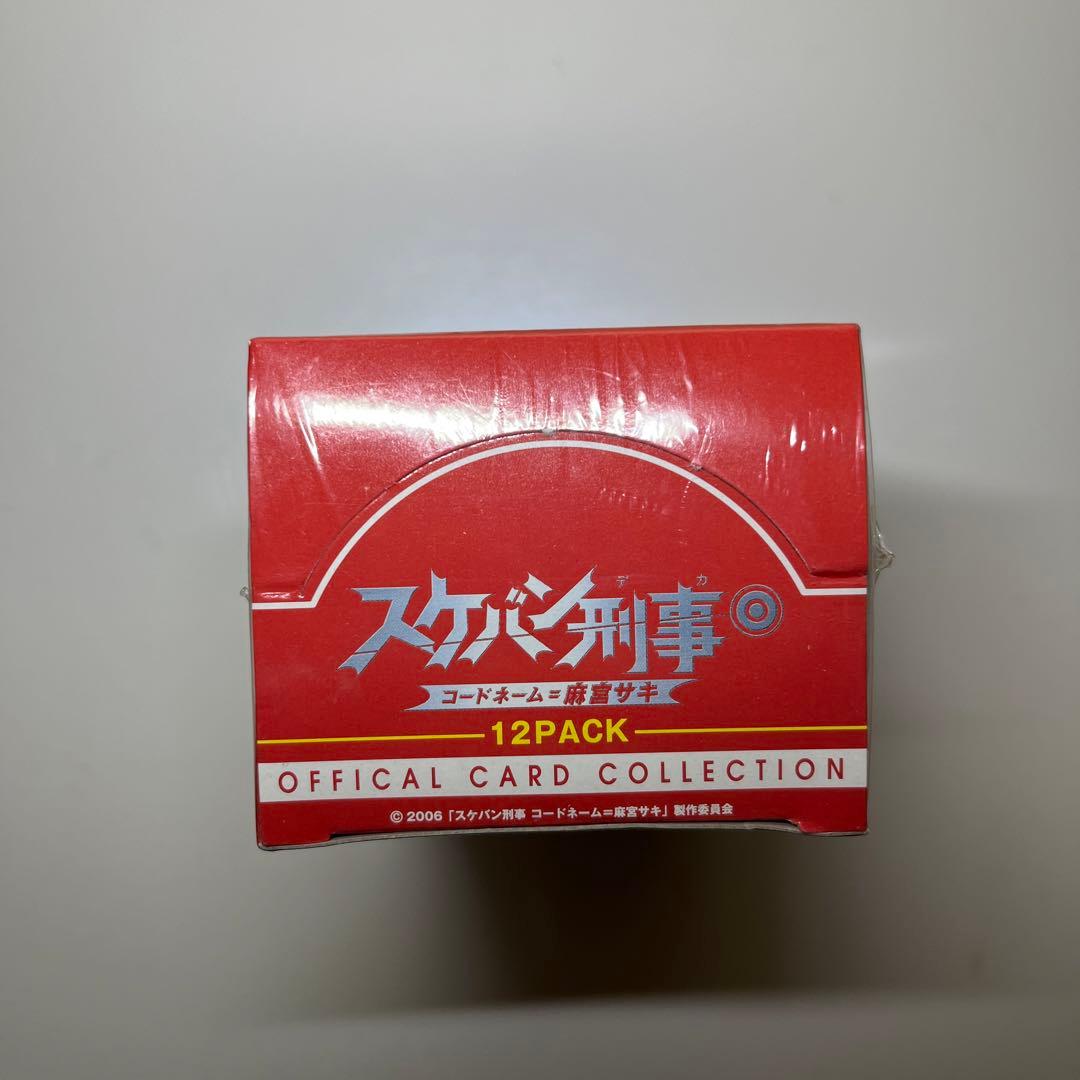 デカ
スケバン刑事
コードネーム=麻宮サキ
12PACK
OFFICAL CARD COLLECTION
© 2006「スケバン刑事 コードネーム=麻宮サキ」製作委員会